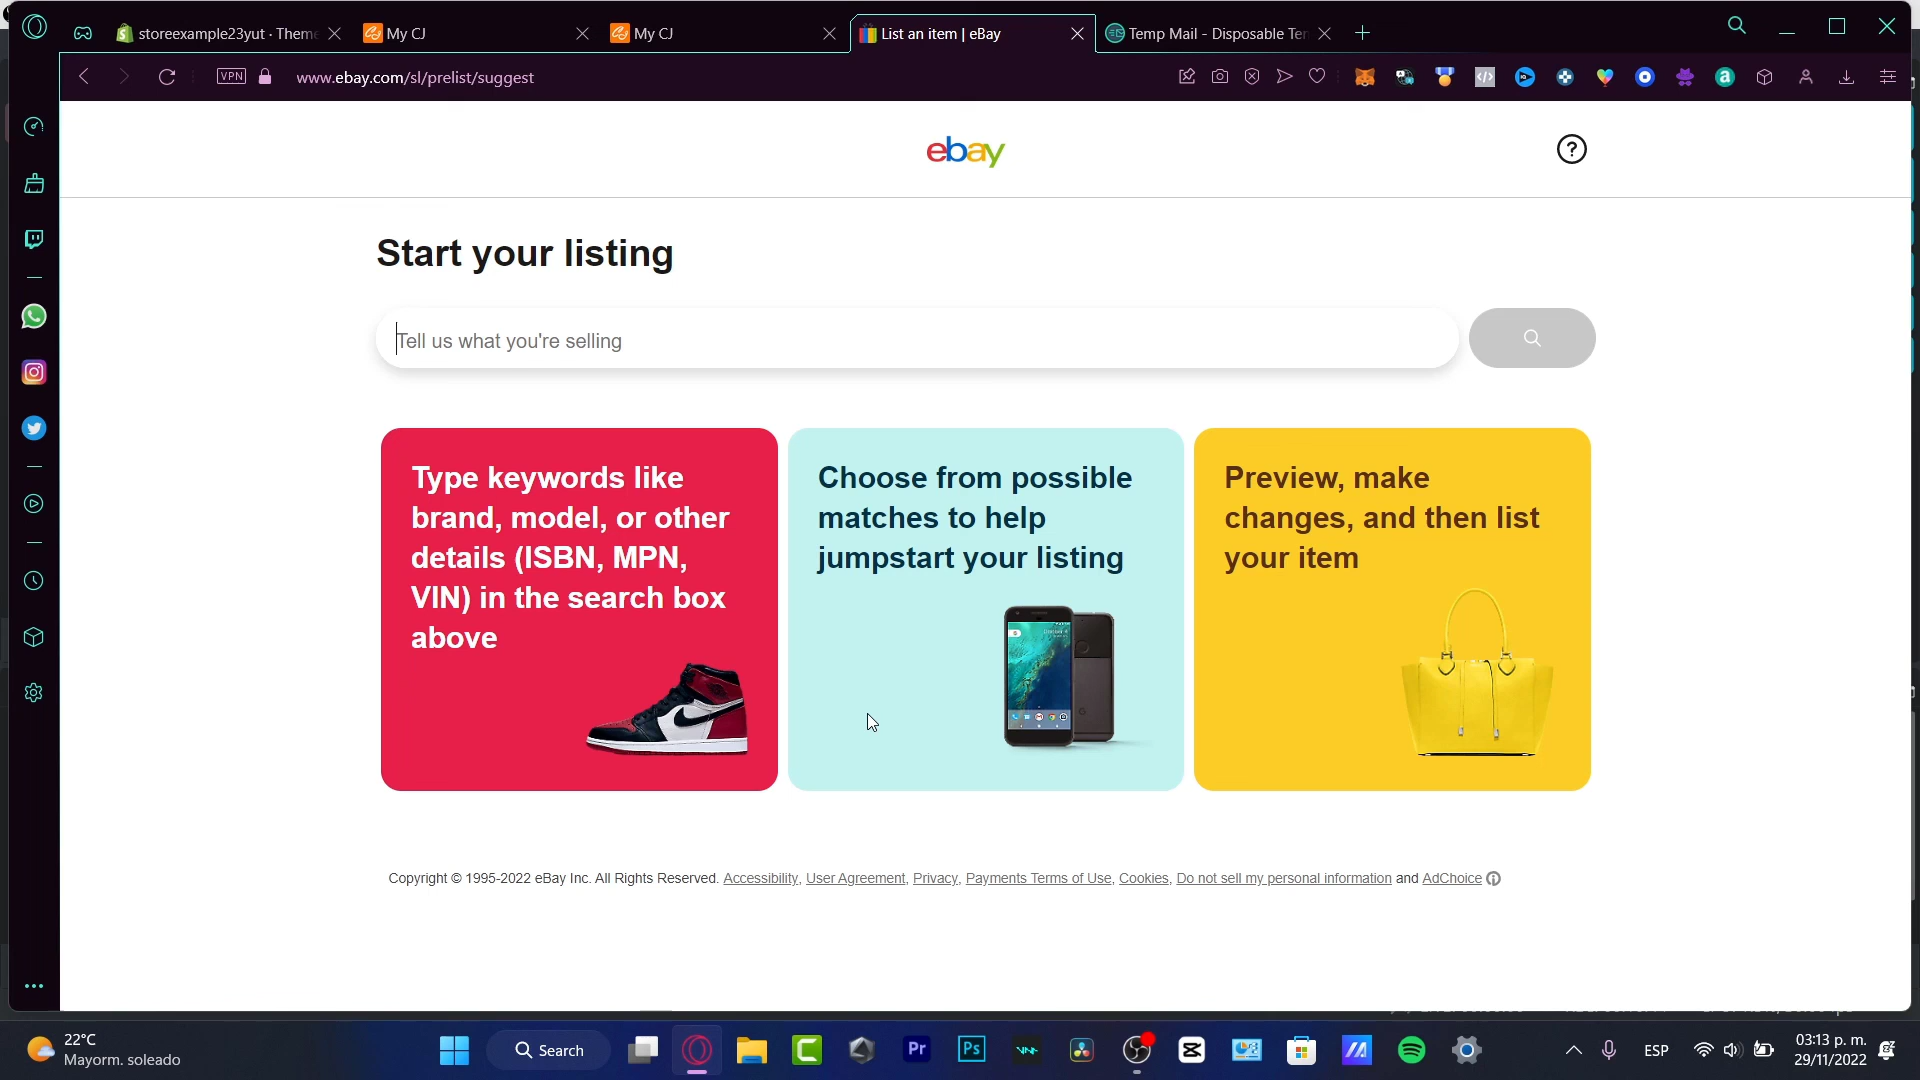 storeexample23yut · Theme
My CJ
My CJ
List an item | eBay
Temp Mail - Disposable Ten
VPN
www.ebay.com/sl/prelist/suggest
ebay
?
Start your listing
Tell us what you're selling
Type keywords like
brand, model, or other
details (ISBN, MPN,
VIN) in the search box
above
Choose from possible
matches to help
jumpstart your listing
Preview, make
changes, and then list
your item
Copyright © 1995-2022 eBay Inc. All Rights Reserved. Accessibility, User Agreement, Privacy, Payments Terms of Use, Cookies, Do not sell my personal information and AdChoice
22°C
Mayorm. soleado
Search
Pr
Ps
ESP
03:13 p. m.
29/11/2022